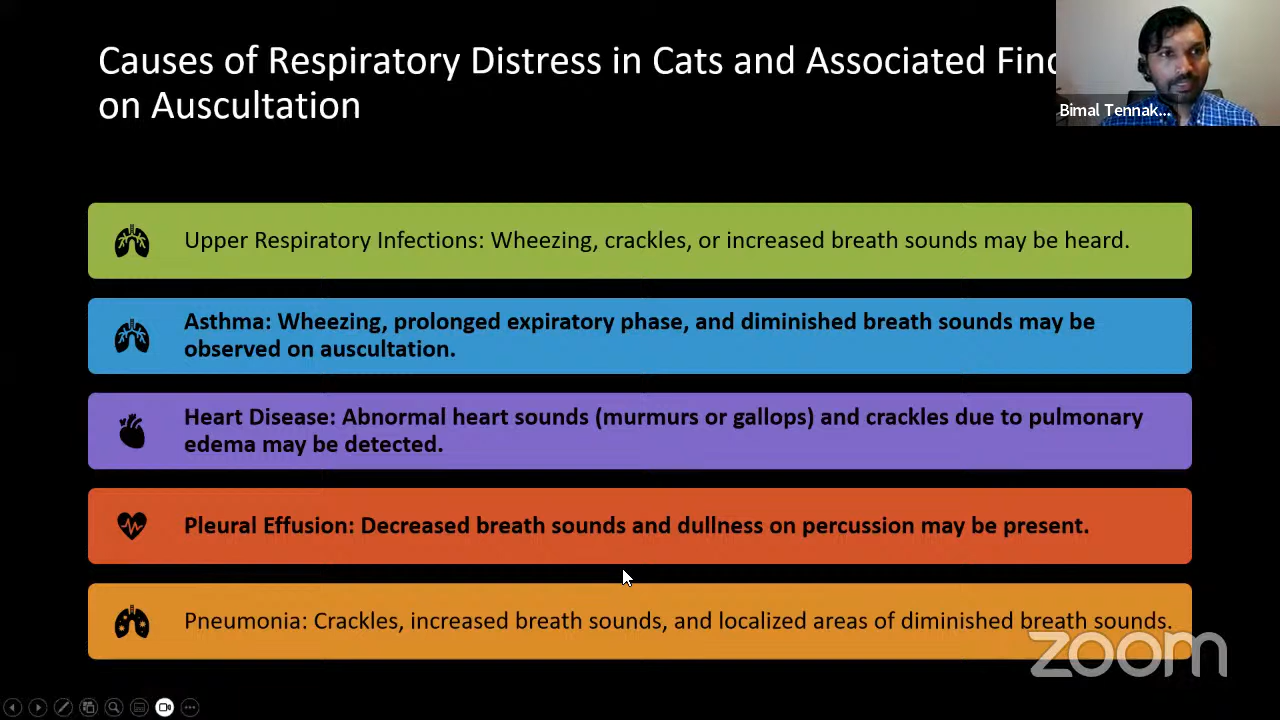 Causes of Respiratory Distress in Cats and Associated
on Auscultation
Bimal Tennak...
Upper Respiratory Infections: Wheezing, crackles, or increased breath sounds may be heard.
Asthma: Wheezing, prolonged expiratory phase, and diminished breath sounds may be
observed on auscultation.
Heart Disease: Abnormal heart sounds (murmurs or gallops) and crackles due to pulmonary
edema may be detected.
Pleural Effusion: Decreased breath sounds and dullness on percussion may be present.
Pneumonia: Crackles, increased breath sounds, and localized areas of diminished breath sounds.
zoom